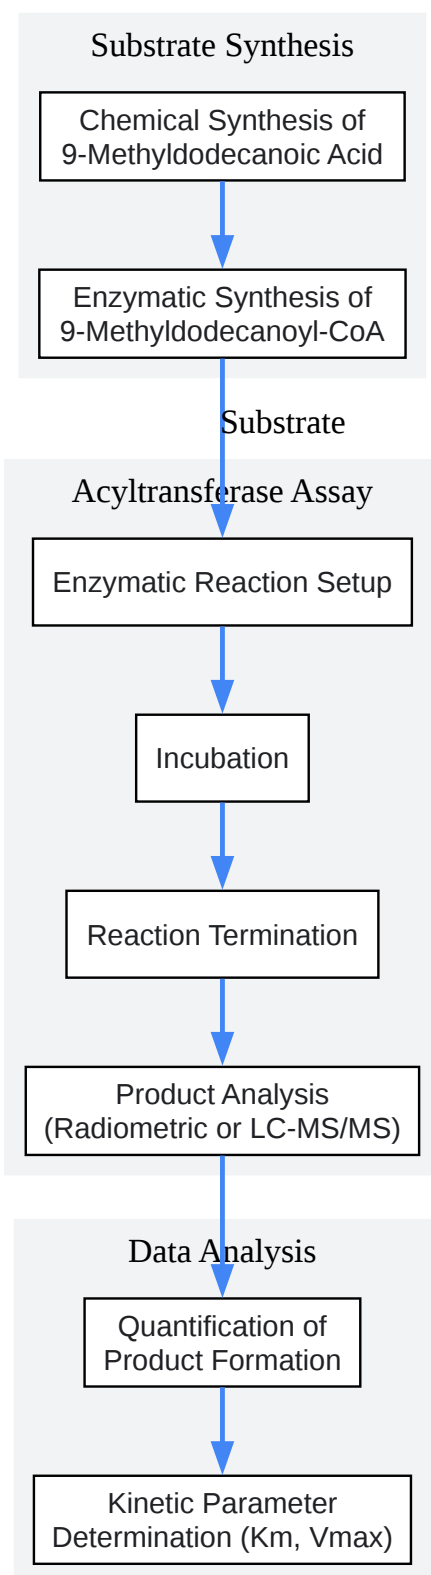 Substrate Synthesis
Chemical Synthesis of
9-Methyldodecanoic Acid
Enzymatic Synthesis of
9-Methyldodecanoyl-CoA
Substrate
Acyltransferase Assay
Enzymatic Reaction Setup
Incubation
Reaction Termination
Product Analysis
(Radiometric or LC-MS/MS)
Data Analysis
Quantification of
Product Formation
Kinetic Parameter
Determination (Km, Vmax)